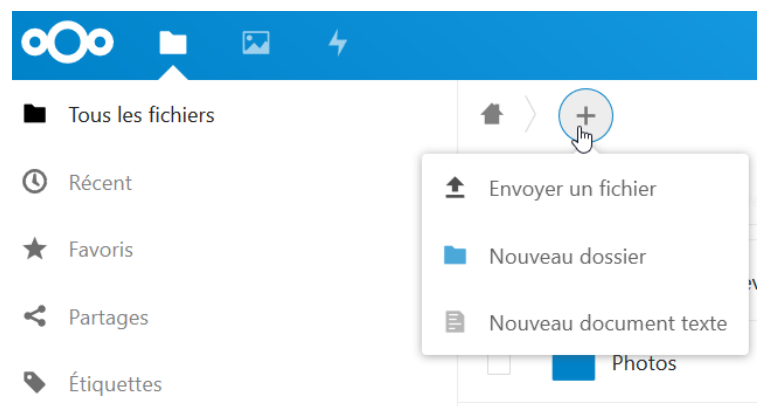 Tous les fichiers
Récent
Favoris
Partages
Étiquettes
Envoyer un fichier
Nouveau dossier
Nouveau document texte
Photos